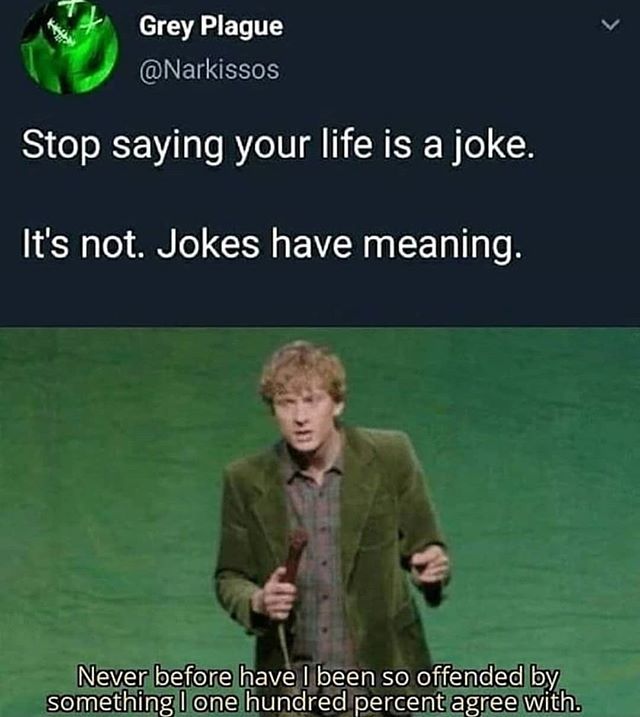 Grey Plague
@Narkissos
Stop saying your life is a joke.
It's not. Jokes have meaning.
Never before have I been so offended by
something I one hundred percent agree with.